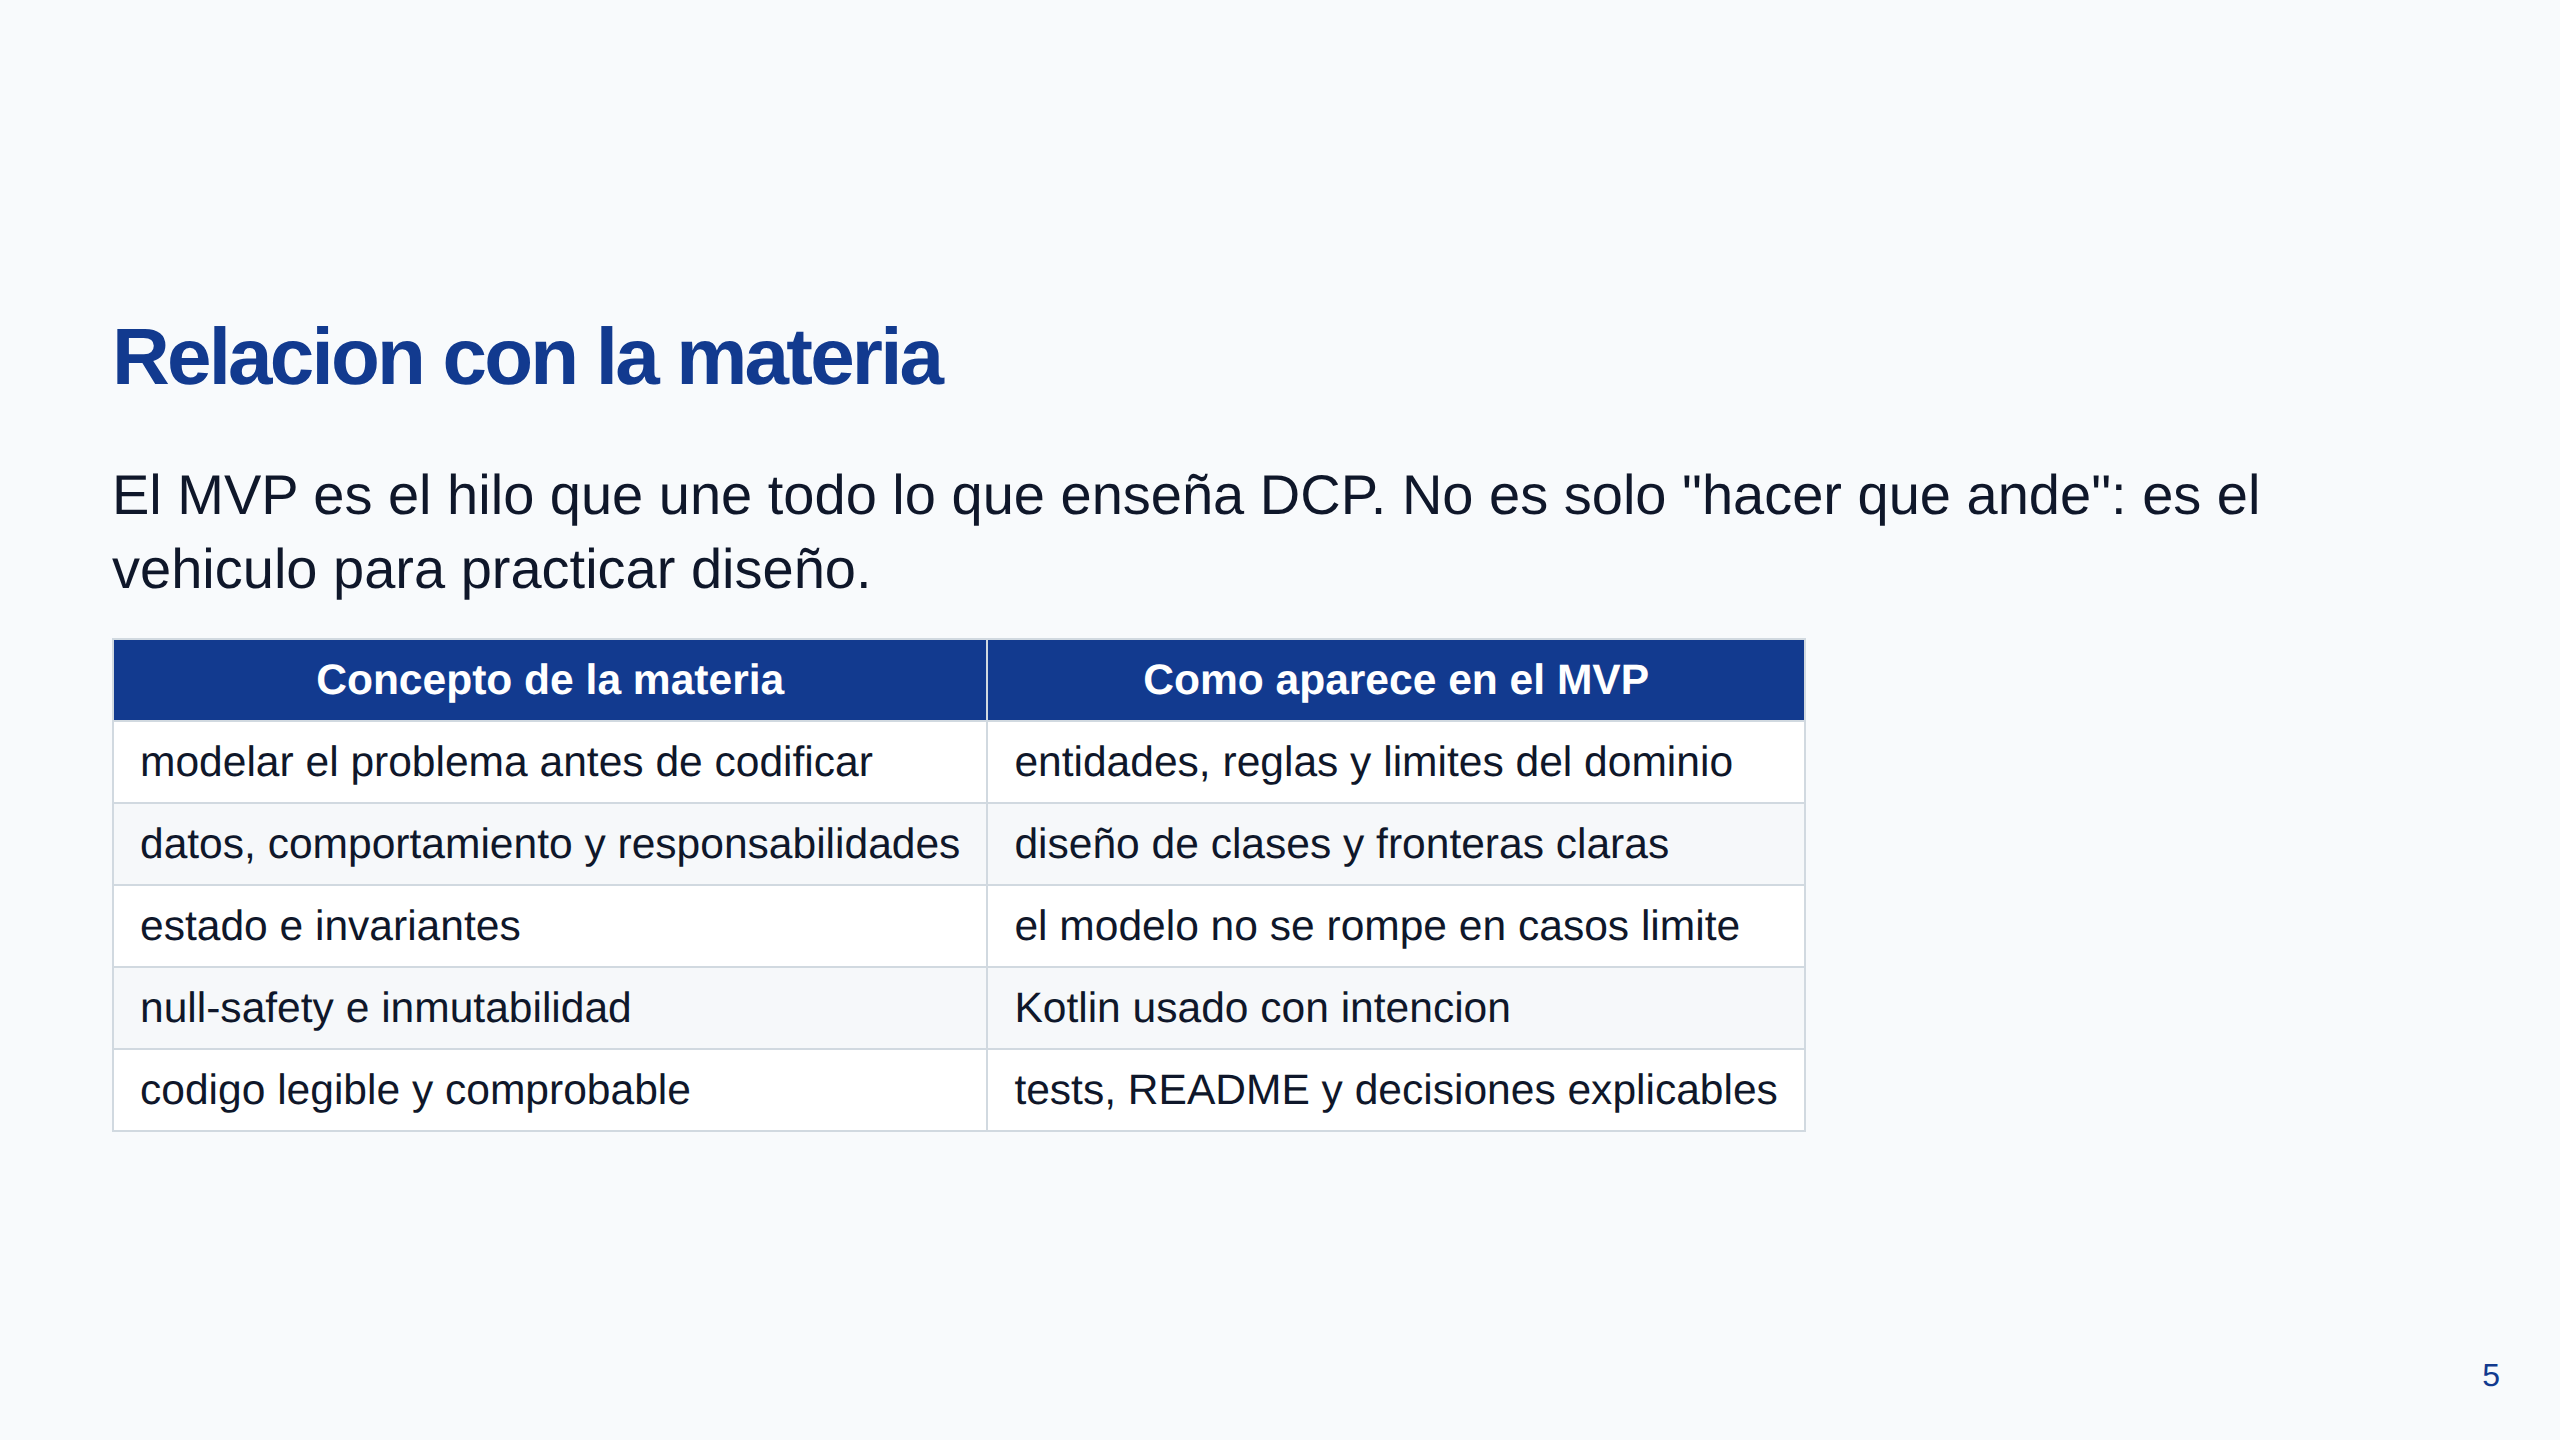 Relacion con la materia
El MVP es el hilo que une todo lo que enseña DCP. No es solo "hacer que ande": es el
vehiculo para practicar diseño.
Concepto de la materia Como aparece en el MVP
modelar el problema antes de codificar entidades, reglas y limites del dominio
datos, comportamiento y responsabilidades diseño de clases y fronteras claras
estado e invariantes el modelo no se rompe en casos limite
null-safety e inmutabilidad Kotlin usado con intencion
codigo legible y comprobable tests, README y decisiones explicables
5